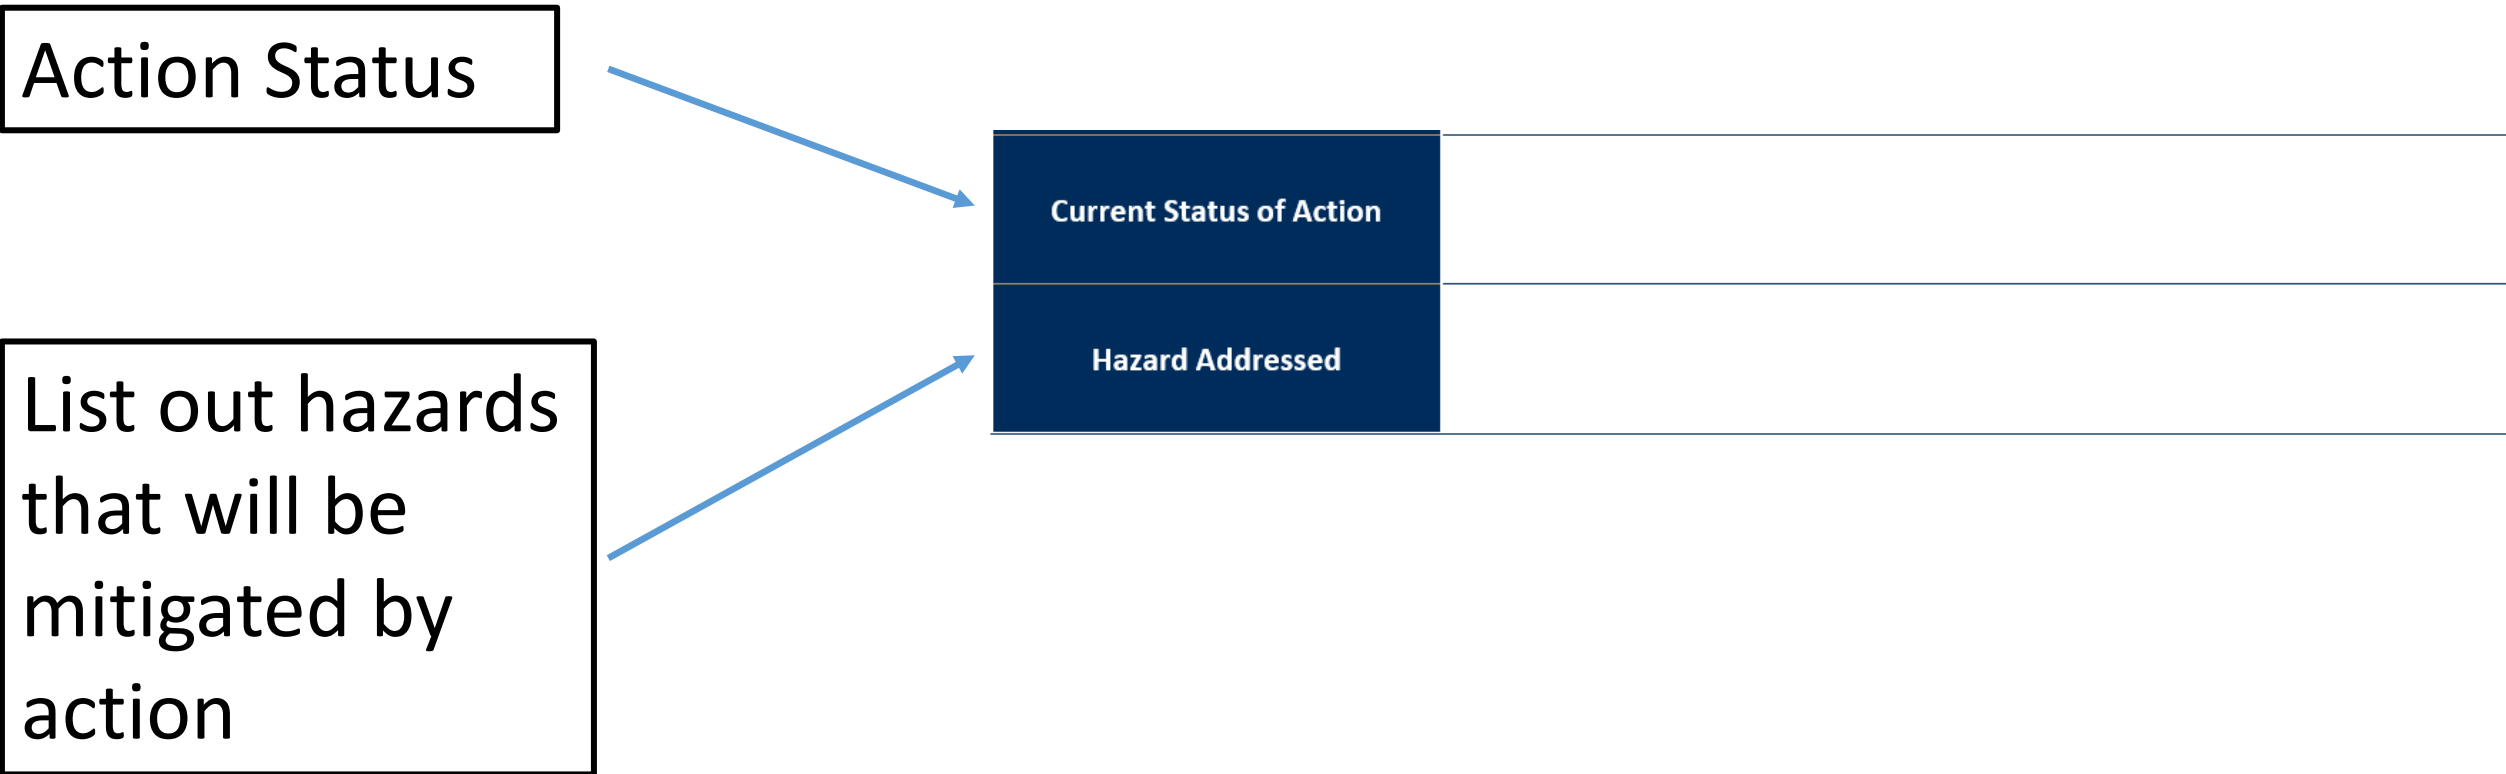 Action Status
Current Status of Action
Hazard Addressed
List out hazards
that will be
mitigated by
action